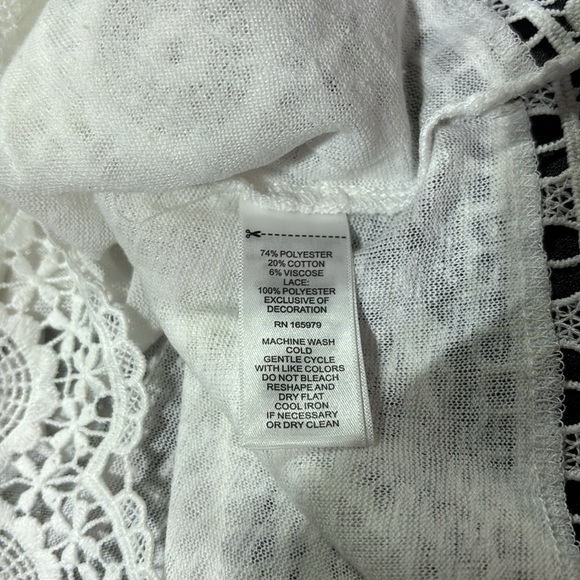 74% POLYESTER
20% COTTON
6% VISCOSE
LACE:
100% POLYESTER
EXCLUSIVE OF
DECORATION
RN 165979
MACHINE WASH
COLD
GENTLE CYCLE
WITH LIKE COLORS
DO NOT BLEACH
RESHAPE AND
DRY FLAT
COOL IRON
IF NECESSARY
OR DRY CLEAN